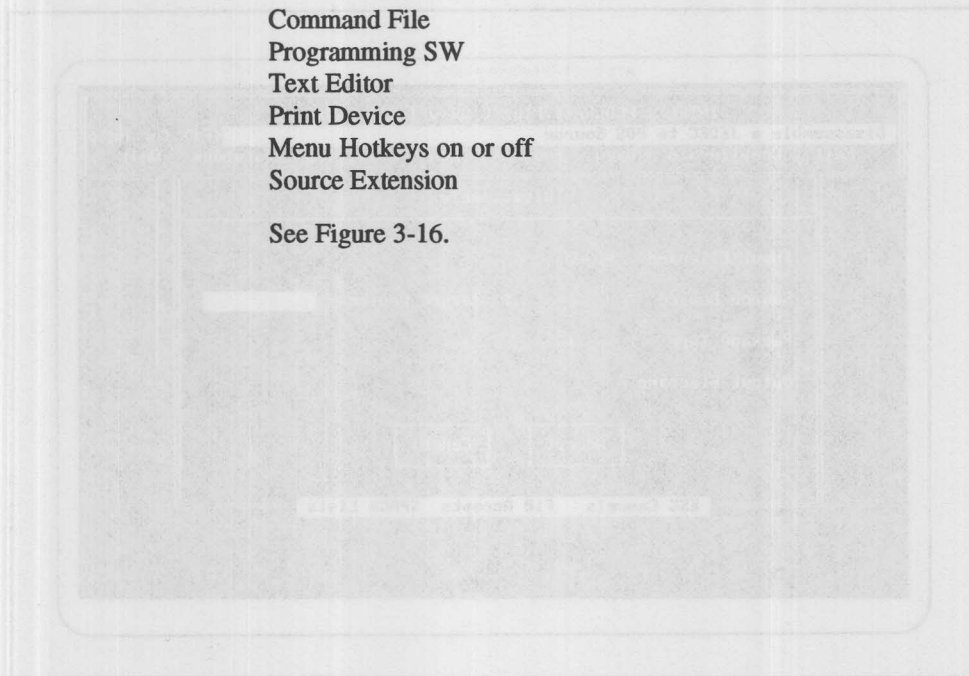 Command File
Programming SW
Text Editor
Print Device
Menu Hotkeys on or off
Source Extension
See Figure 3-16.